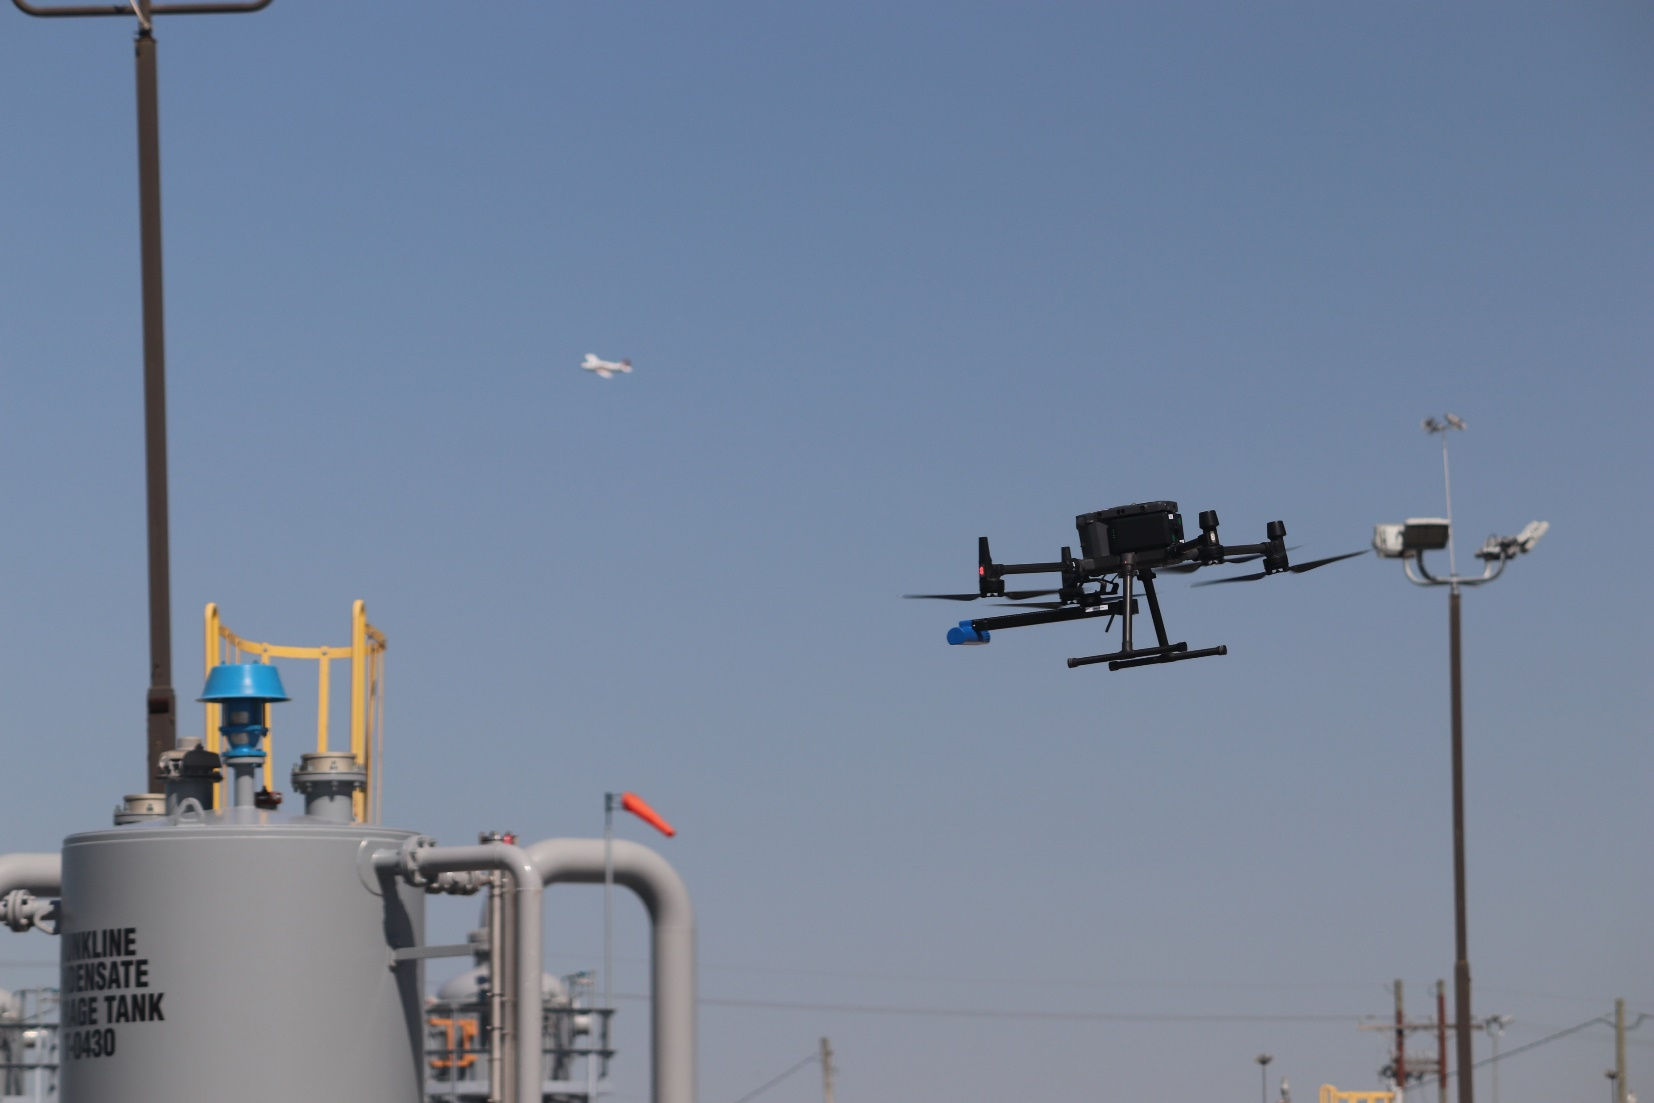 NKLINE
DENSATE
AGE TANK
-0430